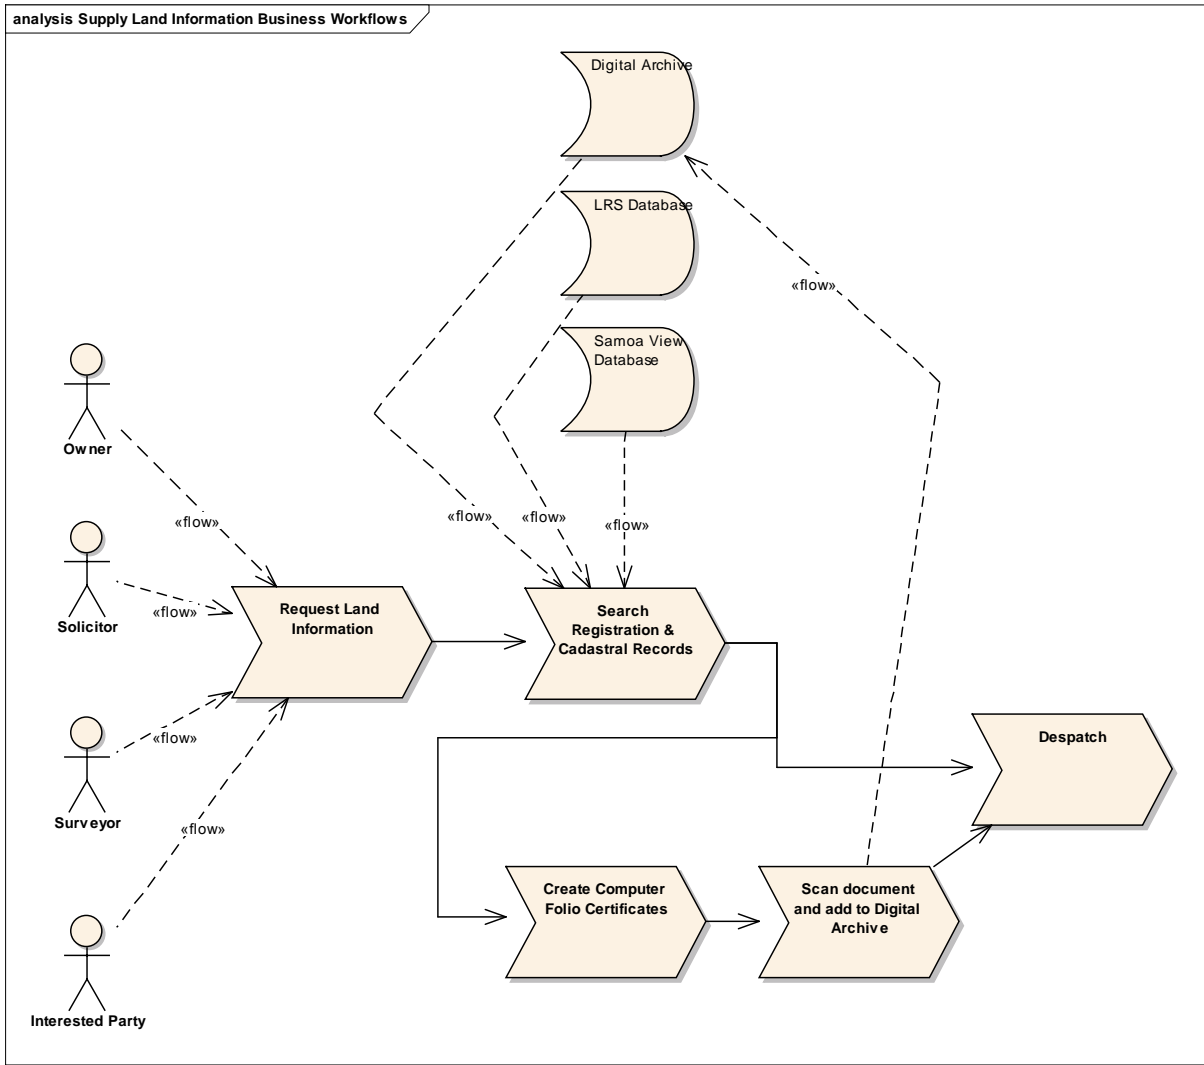 analysis Supply Land Information Business Workflows
Digital Archive
LRS Database
«flow»
Samoa View
Database
Owner
«flow»
«flow»
«flow»
«flow»
Solicitor
«flow»
Request Land
Information
Search
Registration &
Cadastral Records
Surveyor
«flow»
Despatch
«flow»
Create Computer
Folio Certificates
Scan document
and add to Digital
Archive
Interested Party